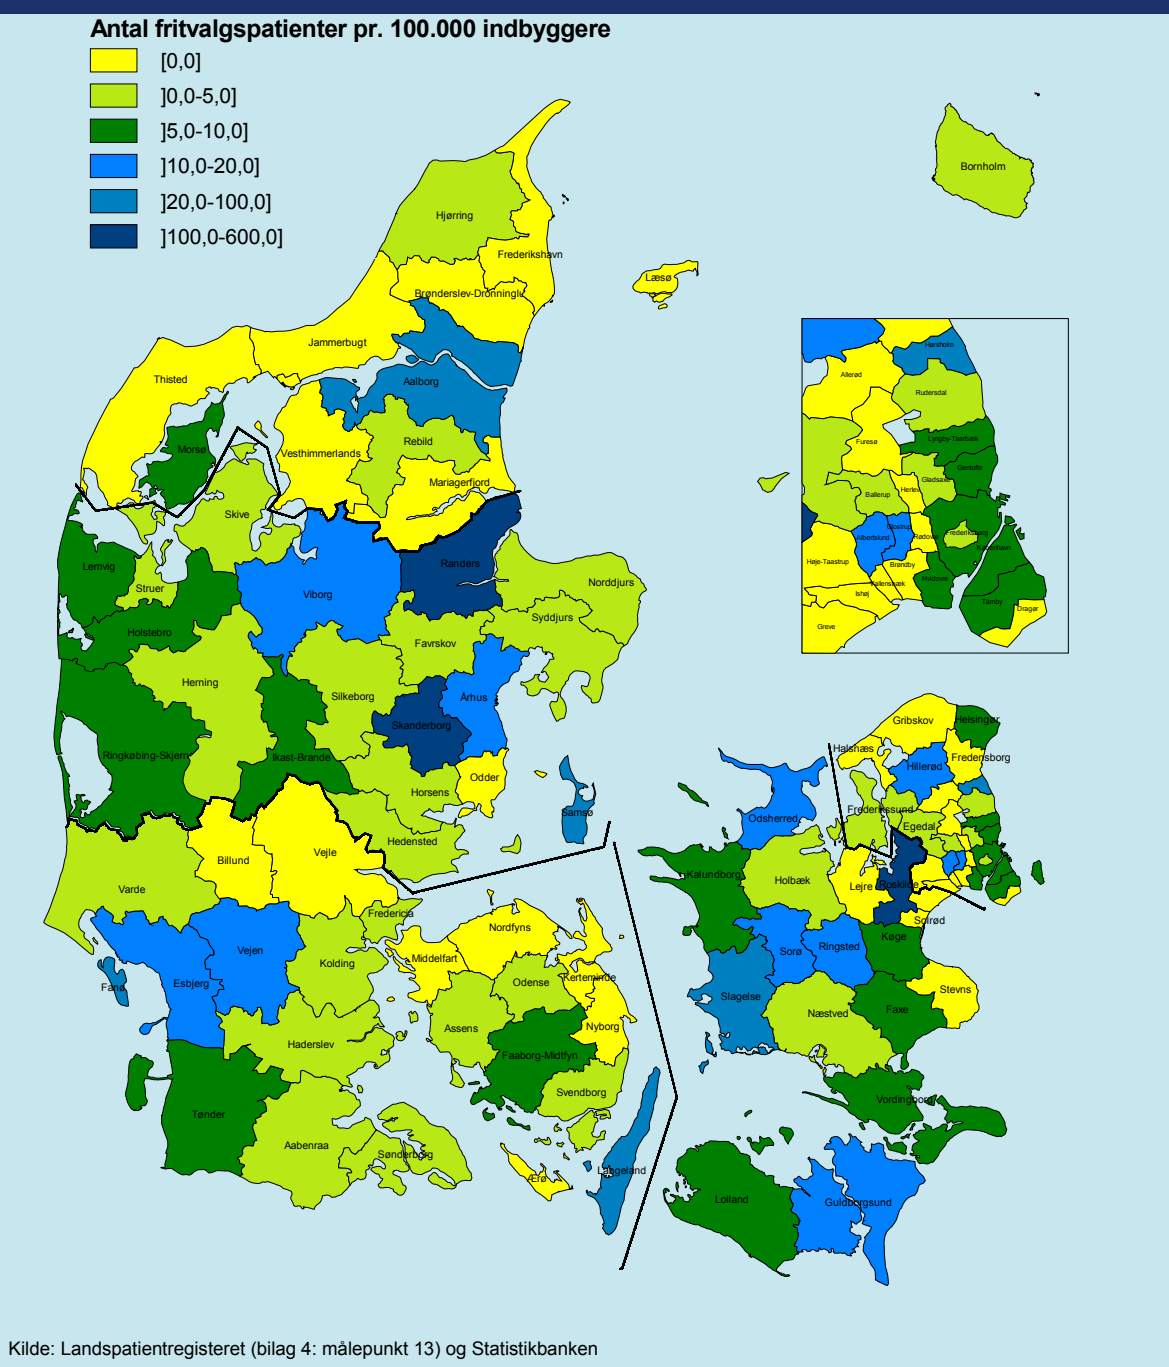 Antal fritvalgspatienter pr. 100.000 indbyggere
[0,0]
]0,0-5,0]
]5,0-10,0]
]10,0-20,0]
]20,0-100,0]
]100,0-600,0]
Bornholm
Hjørring
Frederikshavn
Læsø
Brønderslev-Dronninglu
Jammerbugt
Thisted
Aalborg
Morsø
Rebild
Vesthimmerlands
Mariagerfjord
Skive
Lemvig
Struer
Viborg
Randers
Norddjurs
Syddjurs
Holstebro
Favrskov
Herning
Silkeborg
Århus
Skanderborg
Ringkøbing-Skjern
Ikast-Brande
Odder
Horsens
Samsø
Hedensted
Billund
Vejle
Varde
Fredericia
Vejen
Kolding
Esbjerg
Fanø
Nordfyns
Middelfart
Kerteminde
Odense
Assens
Nyborg
Haderslev
Faaborg-Midtfyn
Svendborg
Tønder
Aabenraa
Sønderborg
Ærø
Langeland
Hørsholm
Allerød
Rudersdal
Furesø
Lyngby-Taarbæk
Gentofte
Gladsaxe
Ballerup
Herlev
Glostrup
Albertslund
Rødovre
Frederiksberg
København
Høje-Taastrup
Brøndby
Vallensbæk
Hvidovre
Ishøj
Tårnby
Dragør
Greve
Gribskov
Helsingør
Halsnæs
Fredensborg
Hillerød
Frederikssund
Odsherred
Egedal
Kalundborg
Holbæk
Lejre
Roskilde
Solrød
Køge
Sorø
Ringsted
Slagelse
Stevns
Næstved
Faxe
Vordingborg
Lolland
Guldborgsund
Kilde: Landspatientregisteret (bilag 4: målepunkt 13) og Statistikbanken